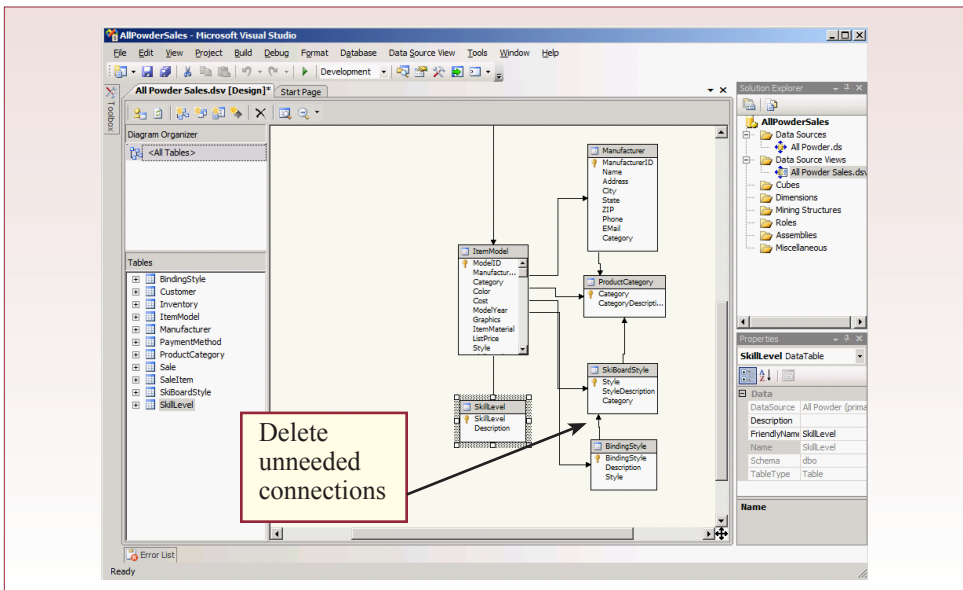 AllPowderSales - Microsoft Visual Studio
File Edit View Project Build Debug Format Database Data Source View Tools Window Help
Development
All Powder Sales.dsv [Design]* Start Page
Toolbox
Diagram Organizer
<All Tables>
Tables
BindingStyle
Customer
Inventory
ItemModel
Manufacturer
PaymentMethod
ProductCategory
Sale
SaleItem
SkiBoardStyle
SkillLevel
Manufacturer
ManufacturerID
Name
Address
City
State
ZIP
Phone
EMail
Category
ItemModel
ModelID
Manufactur...
Category
Color
Cost
ModelYear
Graphics
ItemMaterial
ListPrice
Style
ProductCategory
Category
CategoryDescripti...
SkiBoardStyle
Style
StyleDescription
Category
SkillLevel
SkillLevel
Description
BindingStyle
BindingStyle
Description
Style
Delete
unneeded
connections
Solution Explorer
AllPowderSales
Data Sources
All Powder.ds
Data Source Views
All Powder Sales.dsv
Cubes
Dimensions
Mining Structures
Roles
Assemblies
Miscellaneous
Properties
SkillLevel DataTable
Data
DataSource All Powder (prima
Description
FriendlyName SkillLevel
Name SkillLevel
Schema dbo
TableType Table
Name
Error List
Ready